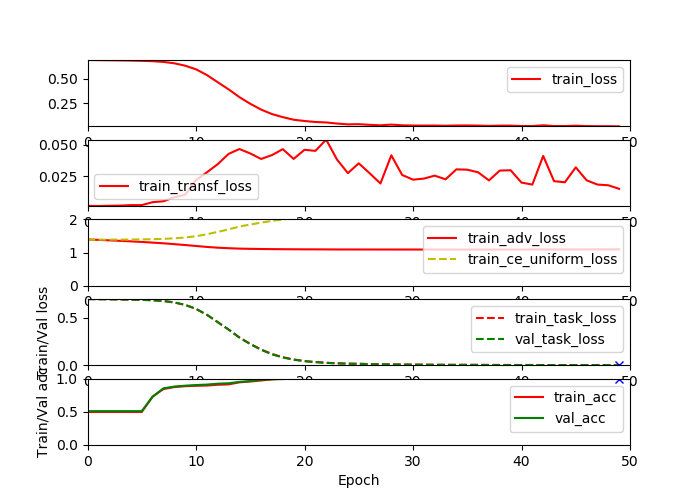 0.50
0.25
train_loss
0 10 20 30 40 50
0.050
0.025
train_transf_loss
0 10 20 30 40 50
2
1
0
train_adv_loss
train_ce_uniform_loss
0 10 20 30 40 50
Train/Val loss
0.5
0.0
train_task_loss
val_task_loss
0 10 20 30 40 50
Train/Val acc
1.0
0.5
0.0
train_acc
val_acc
0 10 20 30 40 50
Epoch